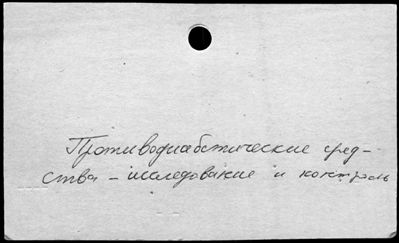 Противодиабетические сред-
ства – исследование и контроль